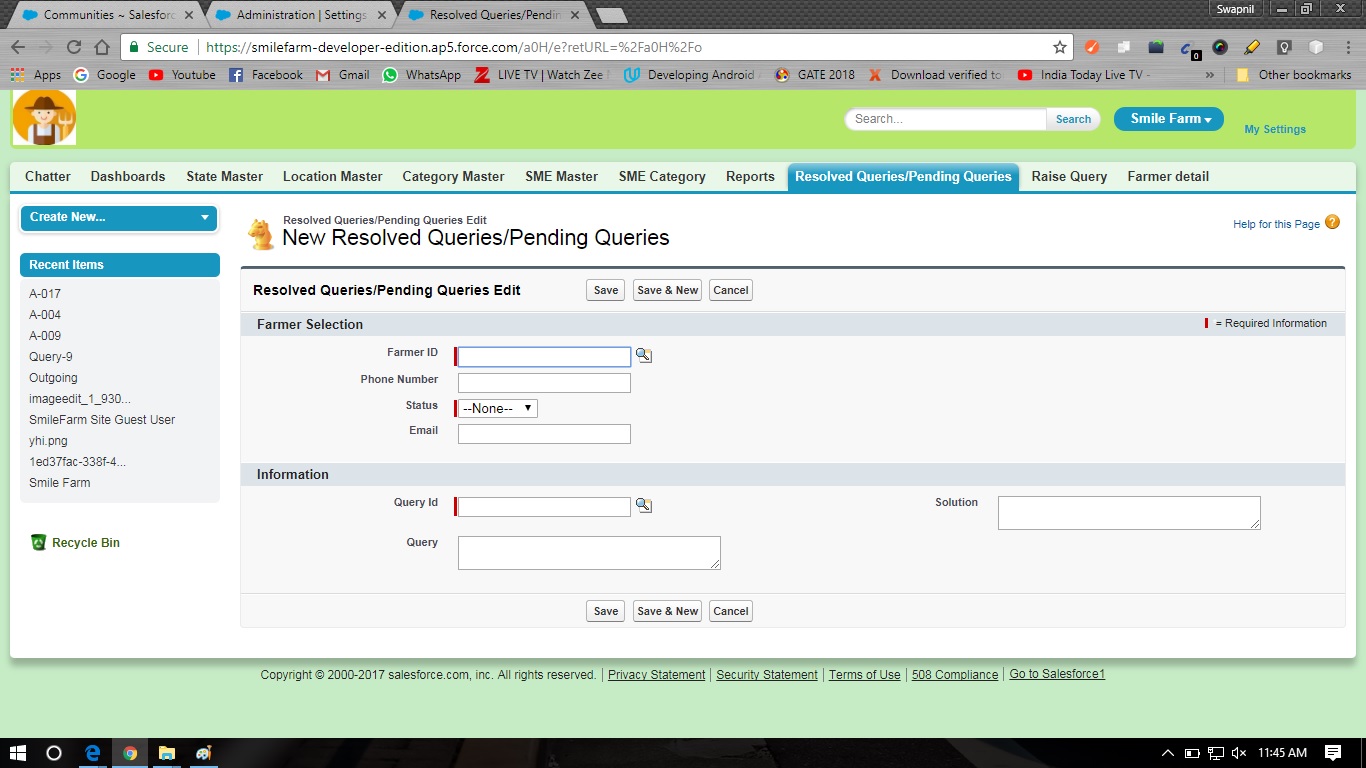 Swapnil
Communities ~ Salesforc
Administration | Settings
Resolved Queries/Pendin
Secure
https://smilefarm-developer-edition.ap5.force.com/a0H/e?retURL=%2Fa0H%2Fo
0
Apps
Google
Youtube
Facebook
Gmail
WhatsApp
LIVE TV | Watch Zee
Developing Android
GATE 2018
Download verified to
India Today Live TV -
»
Other bookmarks
Search...
Search
Smile Farm
My Settings
Chatter
Dashboards
State Master
Location Master
Category Master
SME Master
SME Category
Reports
Resolved Queries/Pending Queries
Raise Query
Farmer detail
Create New...
Recent Items
A-017
A-004
A-009
Query-9
Outgoing
imageedit_1_930...
SmileFarm Site Guest User
yhi.png
1ed37fac-338f-4...
Smile Farm
Recycle Bin
Resolved Queries/Pending Queries Edit
New Resolved Queries/Pending Queries
Help for this Page ?
Resolved Queries/Pending Queries Edit
Save
Save & New
Cancel
Farmer Selection
= Required Information
Farmer ID
Phone Number
Status
--None--
Email
Information
Query Id
Solution
Query
Save
Save & New
Cancel
Copyright © 2000-2017 salesforce.com, inc. All rights reserved. | Privacy Statement | Security Statement | Terms of Use | 508 Compliance | Go to Salesforce1
11:45 AM